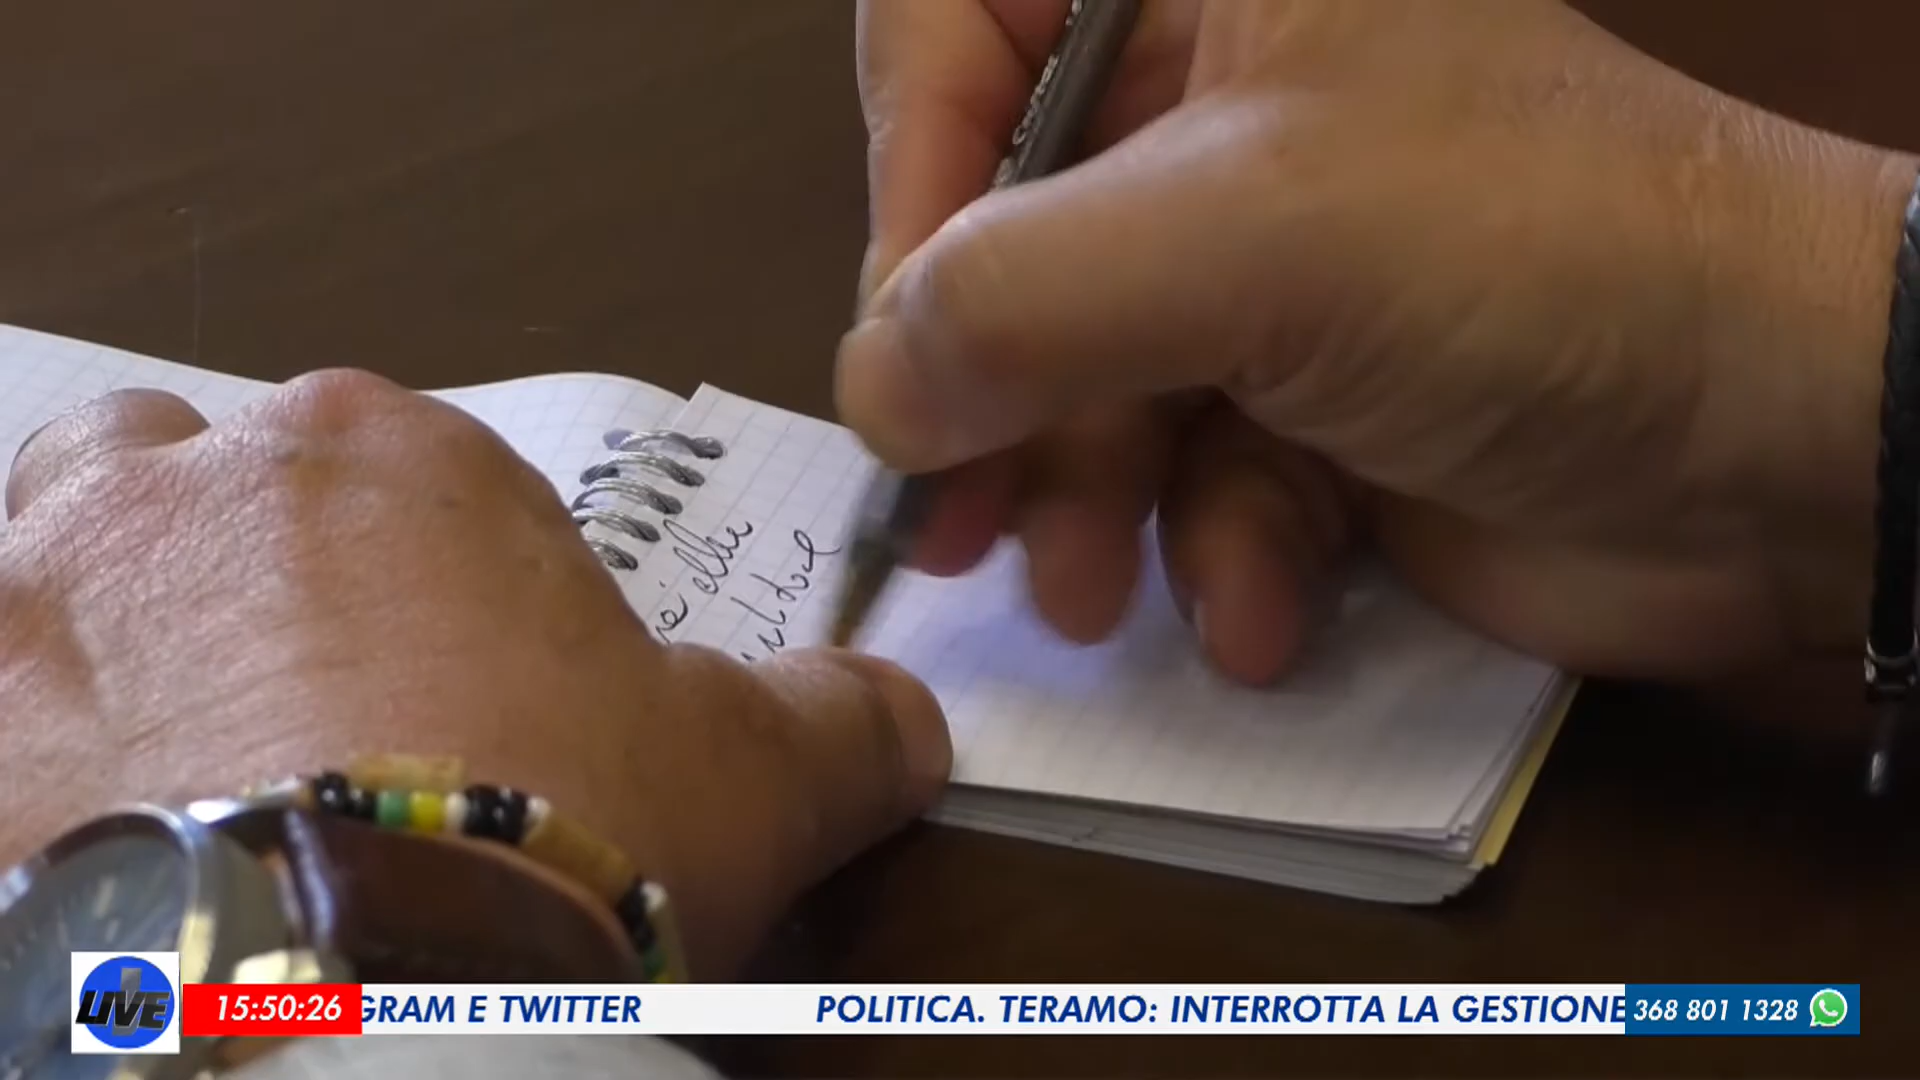 LIVE
15:50:26
GRAM E TWITTER
POLITICA. TERAMO: INTERROTTA LA GESTIONE
368 801 1328